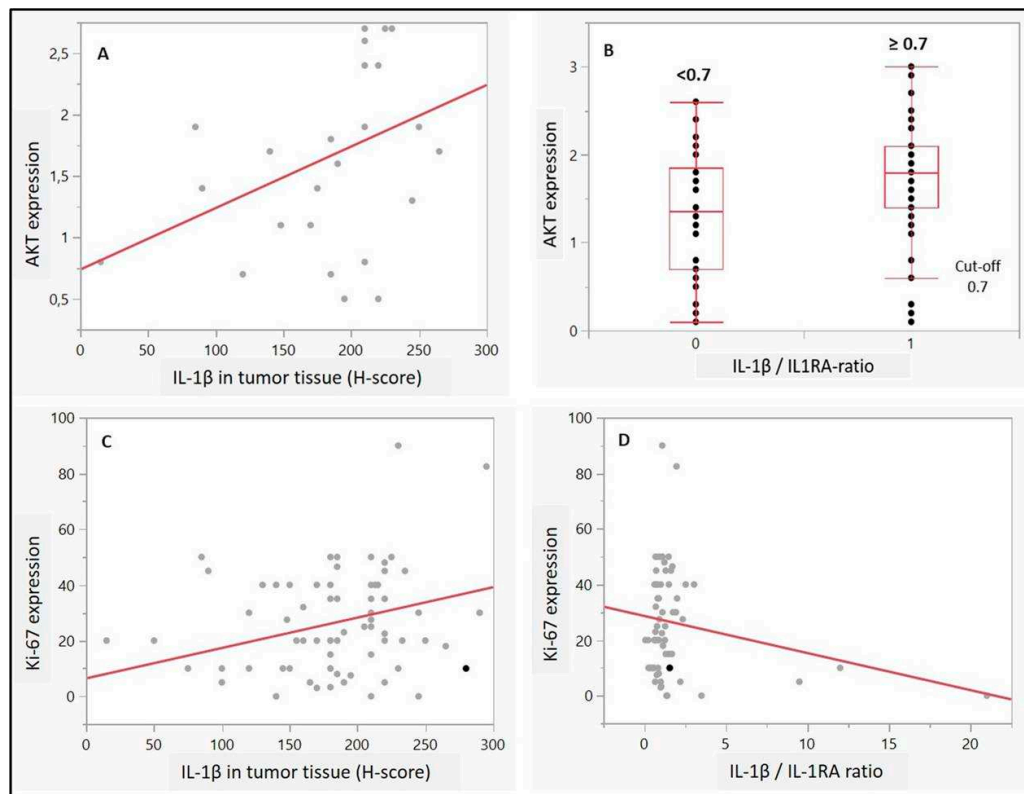 A
AKT expression
2,5
2
1,5
1
0,5
0 50 100 150 200 250 300
IL-1β in tumor tissue (H-score)
B
<0.7
≥ 0.7
AKT expression
3
2
1
0
Cut-off
0.7
0 1
IL-1β / IL1RA-ratio
C
Ki-67 expression
100
80
60
40
20
0
0 50 100 150 200 250 300
IL-1β in tumor tissue (H-score)
D
Ki-67 expression
100
80
60
40
20
0
0 5 10 15 20
IL-1β / IL-1RA ratio